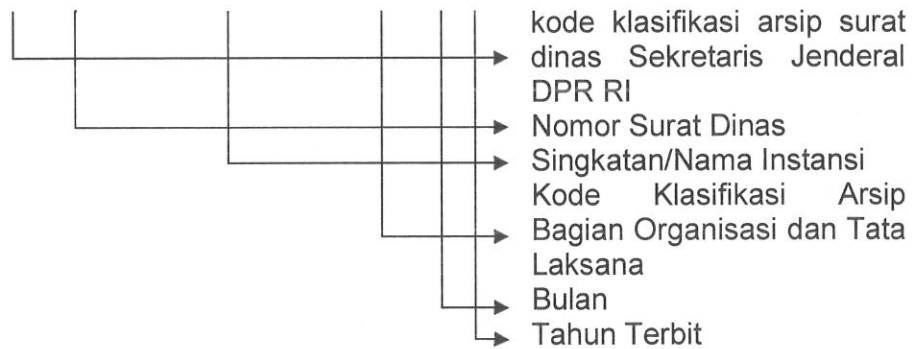 kode klasifikasi arsip surat
dinas Sekretaris Jenderal
DPR RI
Nomor Surat Dinas
Singkatan/Nama Instansi
Kode Klasifikasi Arsip
Bagian Organisasi dan Tata
Laksana
Bulan
Tahun Terbit